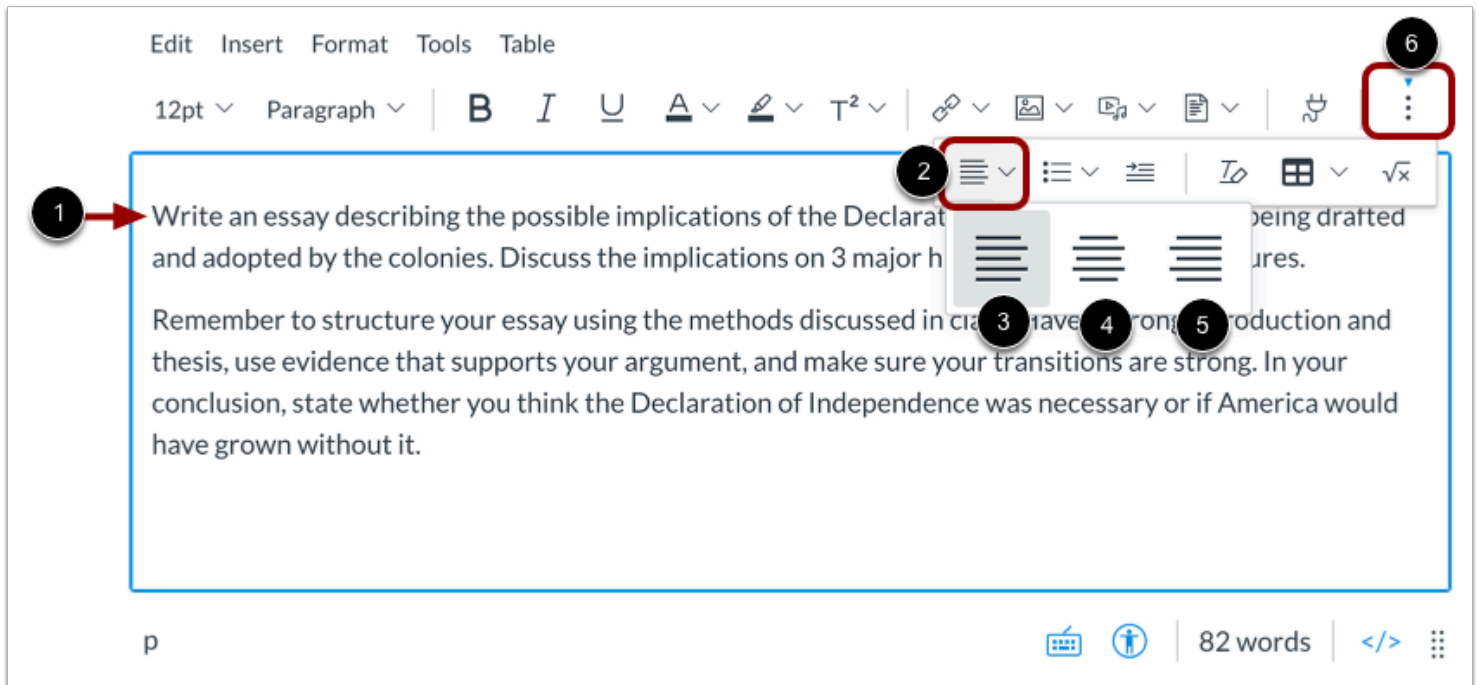 Edit Insert Format Tools Table
6
12pt Paragraph B I U A T²
2 √x
1 Write an essay describing the possible implications of the being drafted
and adopted by the colonies. Discuss the implications on 3 major
3 4 5
Remember to structure your essay using the methods discussed in and
thesis, use evidence that supports your argument, and make sure your transitions are strong. In your
conclusion, state whether you think the Declaration of Independence was necessary or if America would
have grown without it.
p 82 words </>